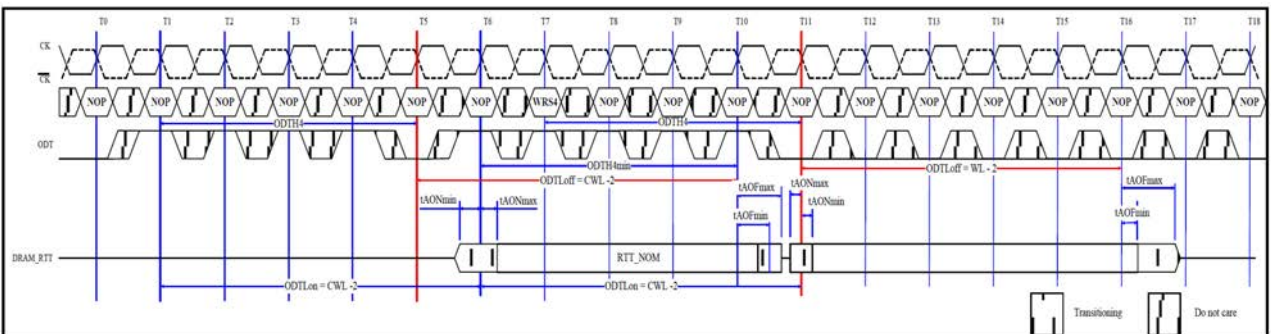 T0 T1 T2 T3 T4 T5 T6 T7 T8 T9 T10 T11 T12 T13 T14 T15 T16 T17 T18
CK
CK
NOP NOP NOP NOP NOP NOP NOP WRS4 NOP NOP NOP NOP NOP NOP NOP NOP NOP NOP NOP
ODTH4 ODTH4
ODT
ODTH4min ODTLoff = WL - 2
ODTLoff = CWL -2
tAOFmax tAONmax tAOFmax
tAONmin tAONmax tAONmin
tAOFmin tAOFmin
DRAM_RTT RTT_NOM
ODTLon = CWL -2 ODTLon = CWL -2
Transitioning Do not care